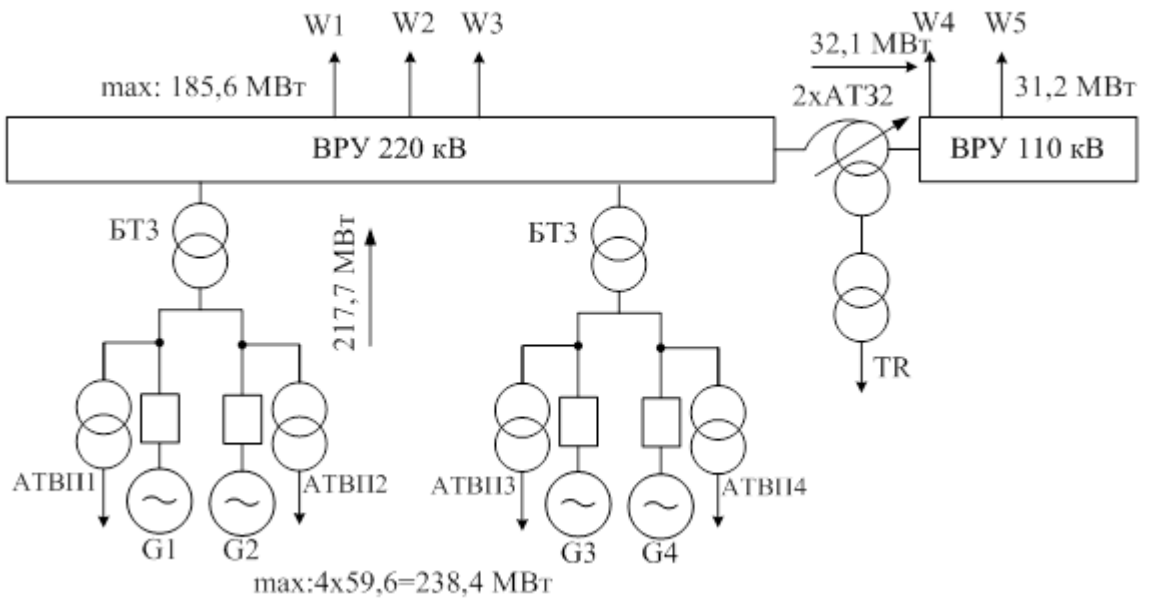 W1 W2 W3 W4 W5
32,1 МВт
max: 185,6 МВт
2хАТЗ2
31,2 МВт
ВРУ 220 кВ
ВРУ 110 кВ
БТЗ
217,7 МВт
БТЗ
TR
АТВП1
АТВП2
АТВП3
АТВП4
G1 G2 G3 G4
max:4x59,6=238,4 МВт